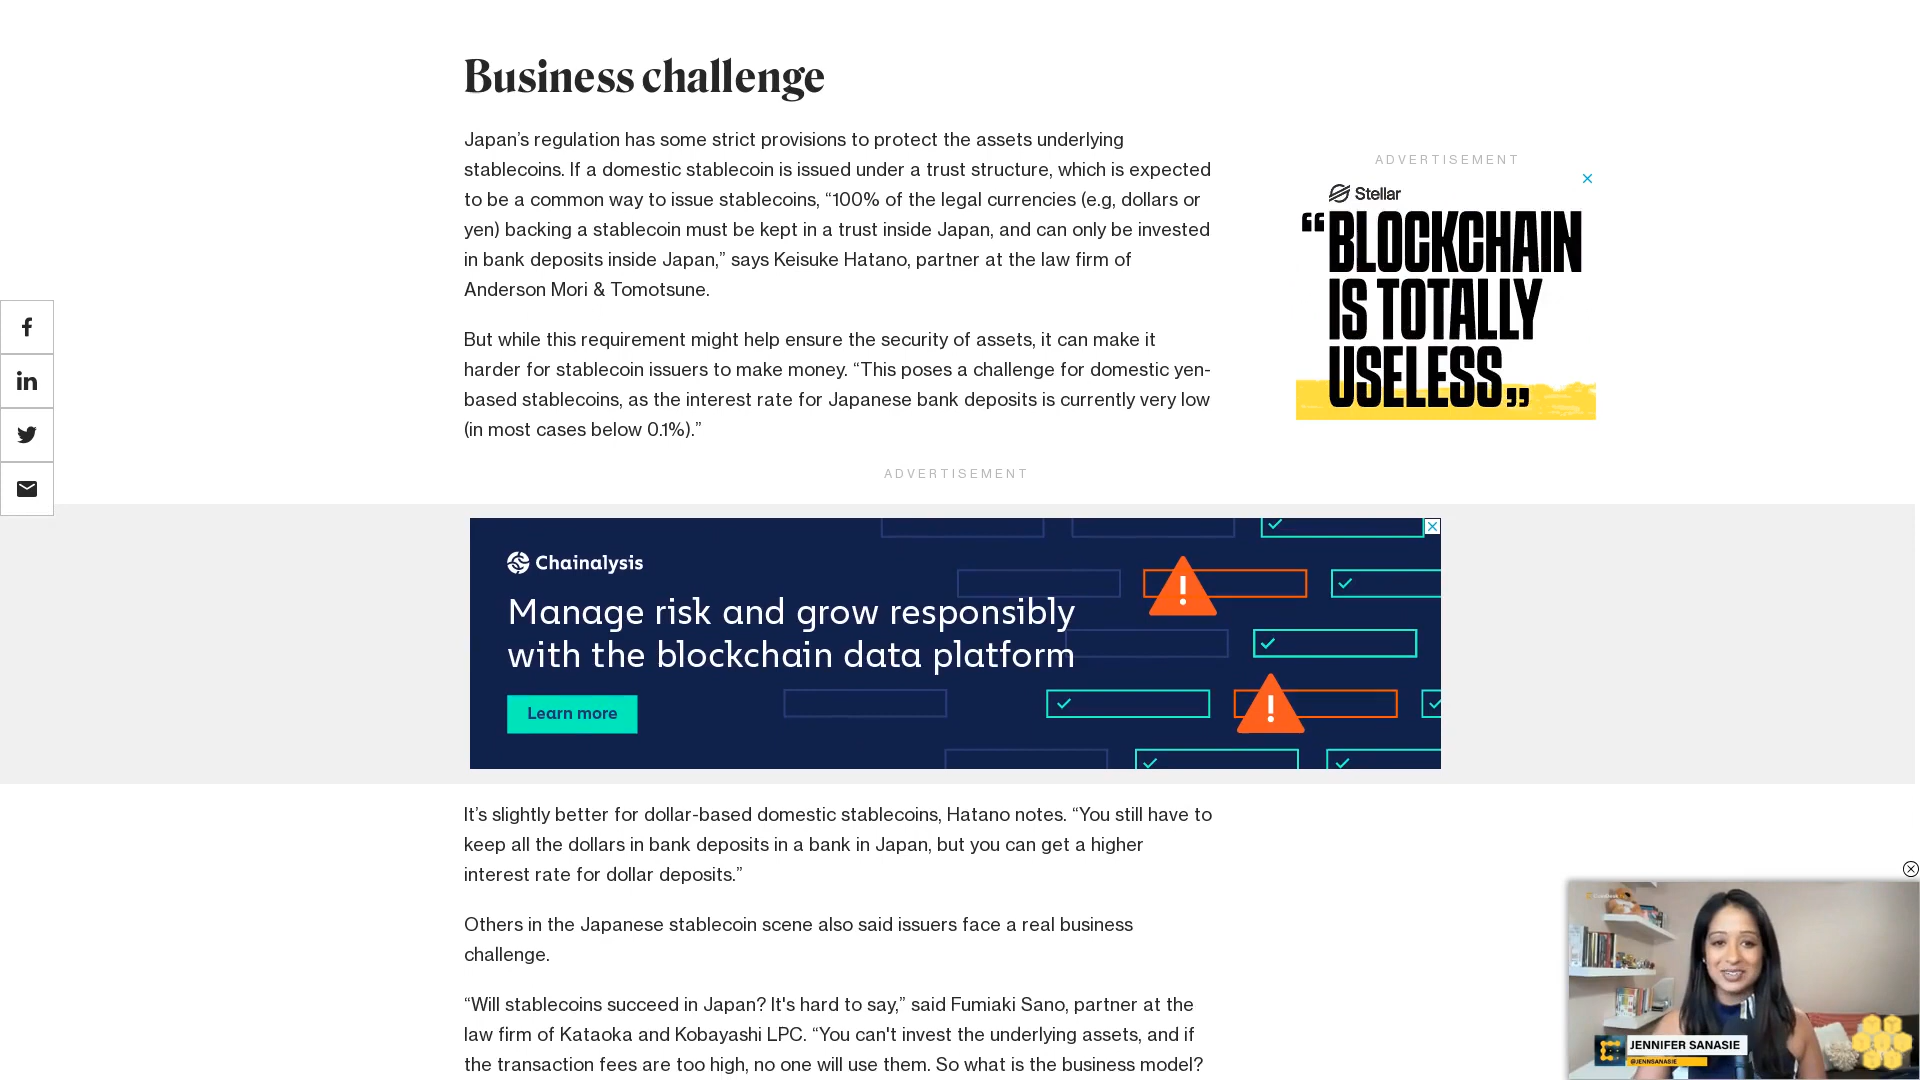 Business challenge
Japan’s regulation has some strict provisions to protect the assets underlying
stablecoins. If a domestic stablecoin is issued under a trust structure, which is expected
to be a common way to issue stablecoins, “100% of the legal currencies (e.g, dollars or
yen) backing a stablecoin must be kept in a trust inside Japan, and can only be invested
in bank deposits inside Japan,” says Keisuke Hatano, partner at the law firm of
Anderson Mori & Tomotsune.
But while this requirement might help ensure the security of assets, it can make it
harder for stablecoin issuers to make money. “This poses a challenge for domestic yen-
based stablecoins, as the interest rate for Japanese bank deposits is currently very low
(in most cases below 0.1%).”
ADVERTISEMENT
Stellar
“BLOCKCHAIN
IS TOTALLY
USELESS„
ADVERTISEMENT
Chainalysis
Manage risk and grow responsibly
with the blockchain data platform
Learn more
It’s slightly better for dollar-based domestic stablecoins, Hatano notes. “You still have to
keep all the dollars in bank deposits in a bank in Japan, but you can get a higher
interest rate for dollar deposits.”
Others in the Japanese stablecoin scene also said issuers face a real business
challenge.
“Will stablecoins succeed in Japan? It's hard to say,” said Fumiaki Sano, partner at the
law firm of Kataoka and Kobayashi LPC. “You can't invest the underlying assets, and if
the transaction fees are too high, no one will use them. So what is the business model?
JENNIFER SANASIE
@JENNSANASIE